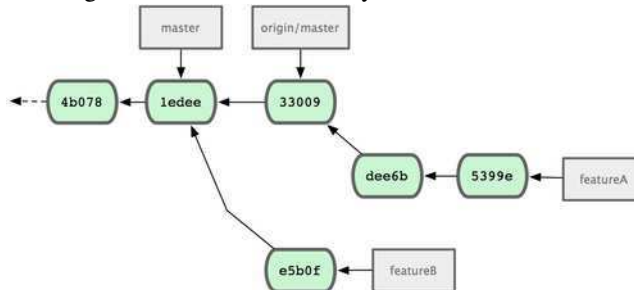 master
origin/master
4b078
1edee
33009
dee6b
5399e
featureA
e5b0f
featureB